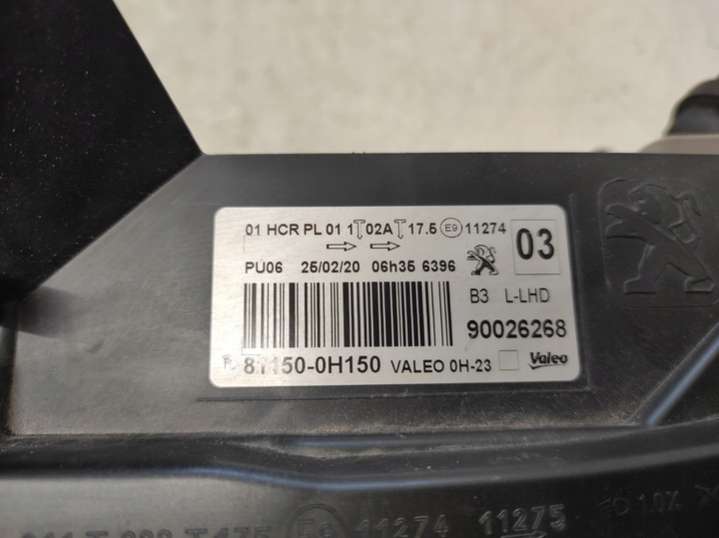 01 HCR PL 01 1 02A 17.5 E9 11274
03
PU06 25/02/20 06h35 6396
B3 L-LHD
90026268
81150-0H150 VALEO 0H-23 Valeo
11274 11275